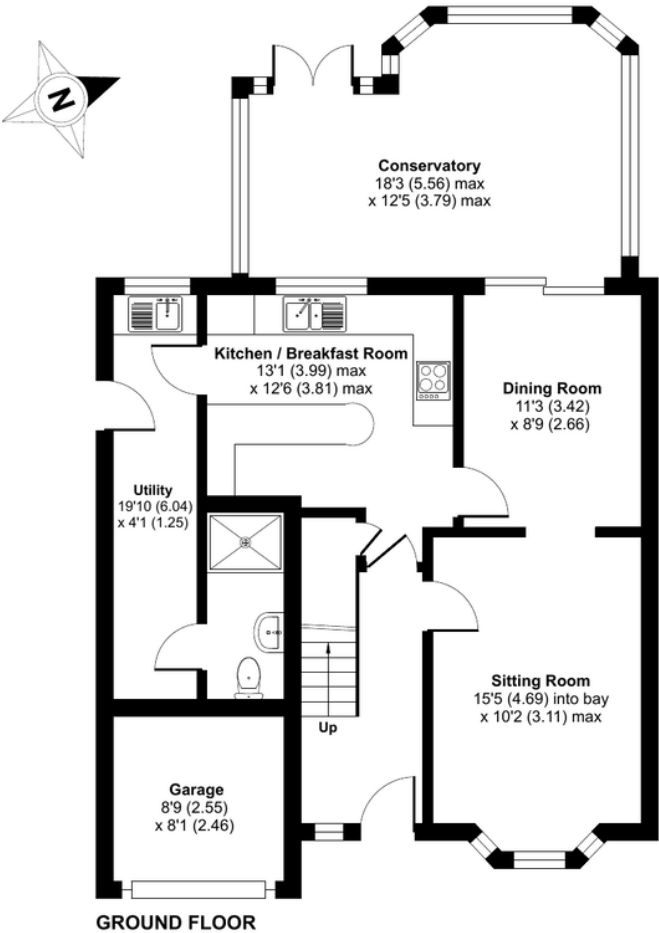 N
Conservatory
18'3 (5.56) max
x 12'5 (3.79) max
Kitchen / Breakfast Room
13'1 (3.99) max
x 12'6 (3.81) max
Dining Room
11'3 (3.42)
x 8'9 (2.66)
Utility
19'10 (6.04)
x 4'1 (1.25)
Sitting Room
15'5 (4.69) into bay
x 10'2 (3.11) max
Up
Garage
8'9 (2.55)
x 8'1 (2.46)
GROUND FLOOR